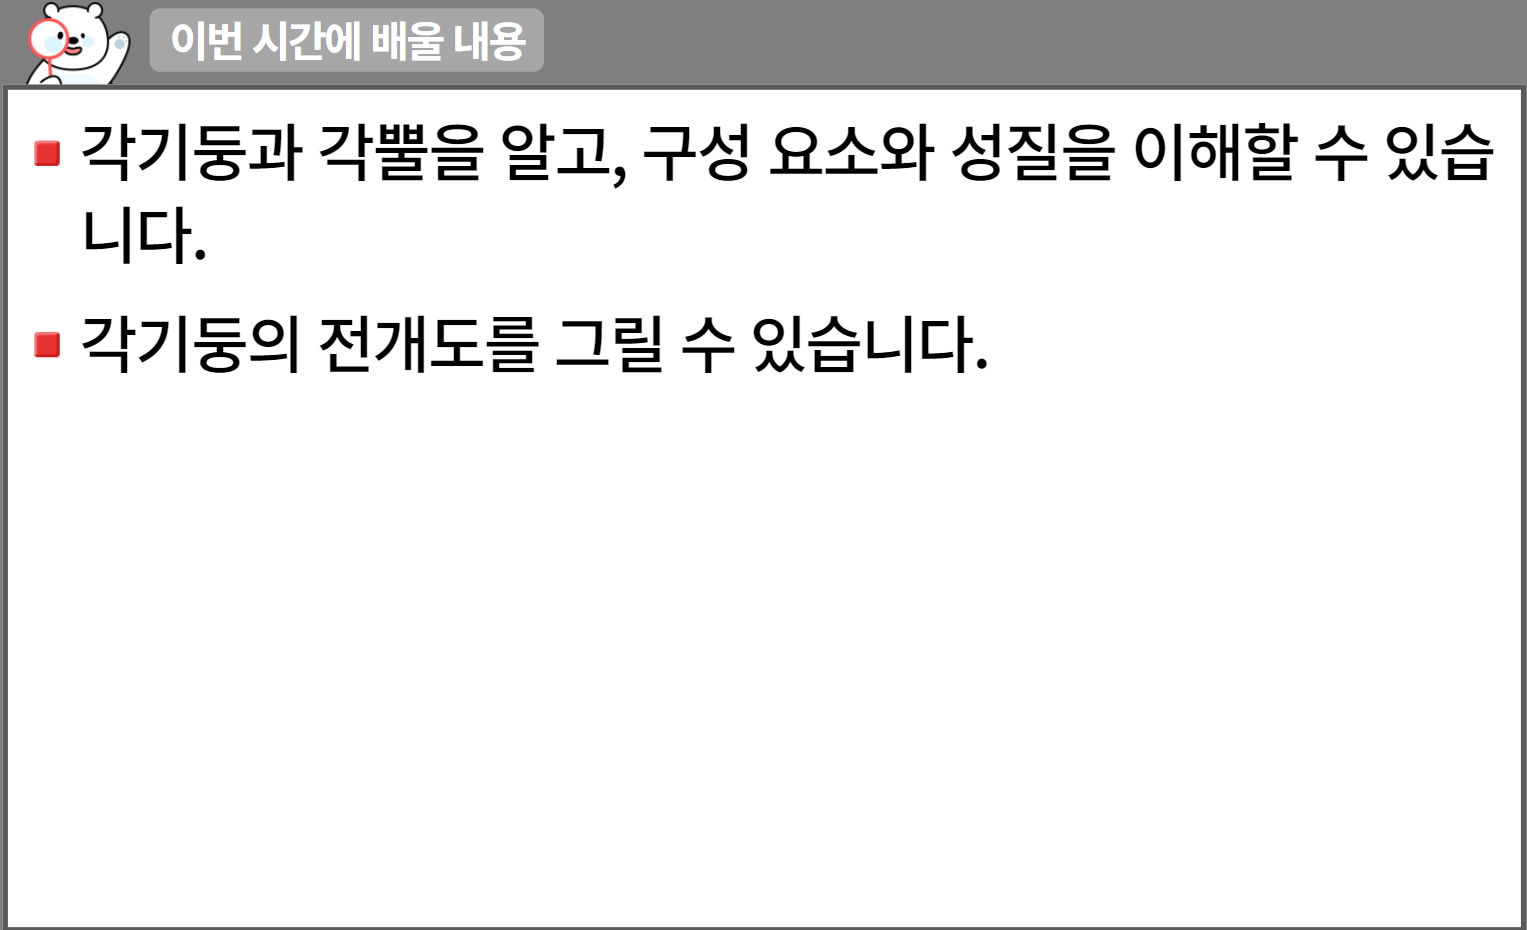 이번 시간에 배울 내용
각기둥과 각뿔을 알고, 구성 요소와 성질을 이해할 수 있습
니다.
각기둥의 전개도를 그릴 수 있습니다.